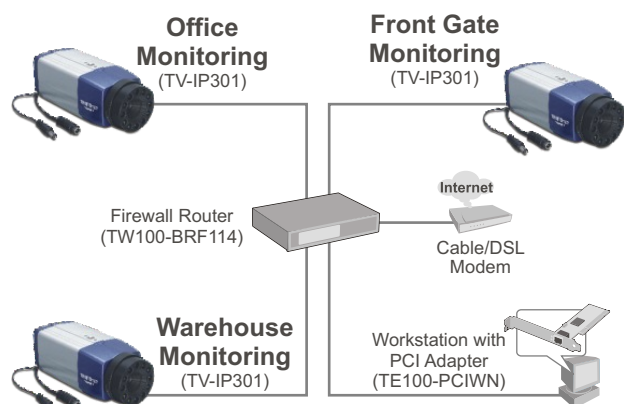 Office
Monitoring
(TV-IP301)
Front Gate
Monitoring
(TV-IP301)
Internet
Firewall Router
(TW100-BRF114)
Cable/DSL
Modem
Warehouse
Monitoring
(TV-IP301)
Workstation with
PCI Adapter
(TE100-PCIWN)